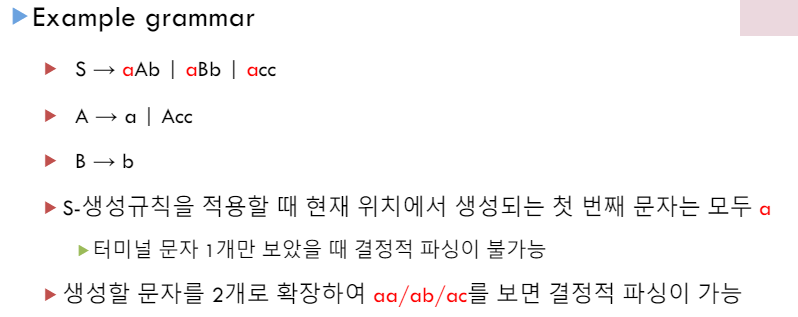 Example grammar
S → aAb | aBb | acc
A → a | Acc
B → b
S-생성규칙을 적용할 때 현재 위치에서 생성되는 첫 번째 문자는 모두 a
터미널 문자 1개만 보았을 때 결정적 파싱이 불가능
생성할 문자를 2개로 확장하여 aa/ab/ac를 보면 결정적 파싱이 가능